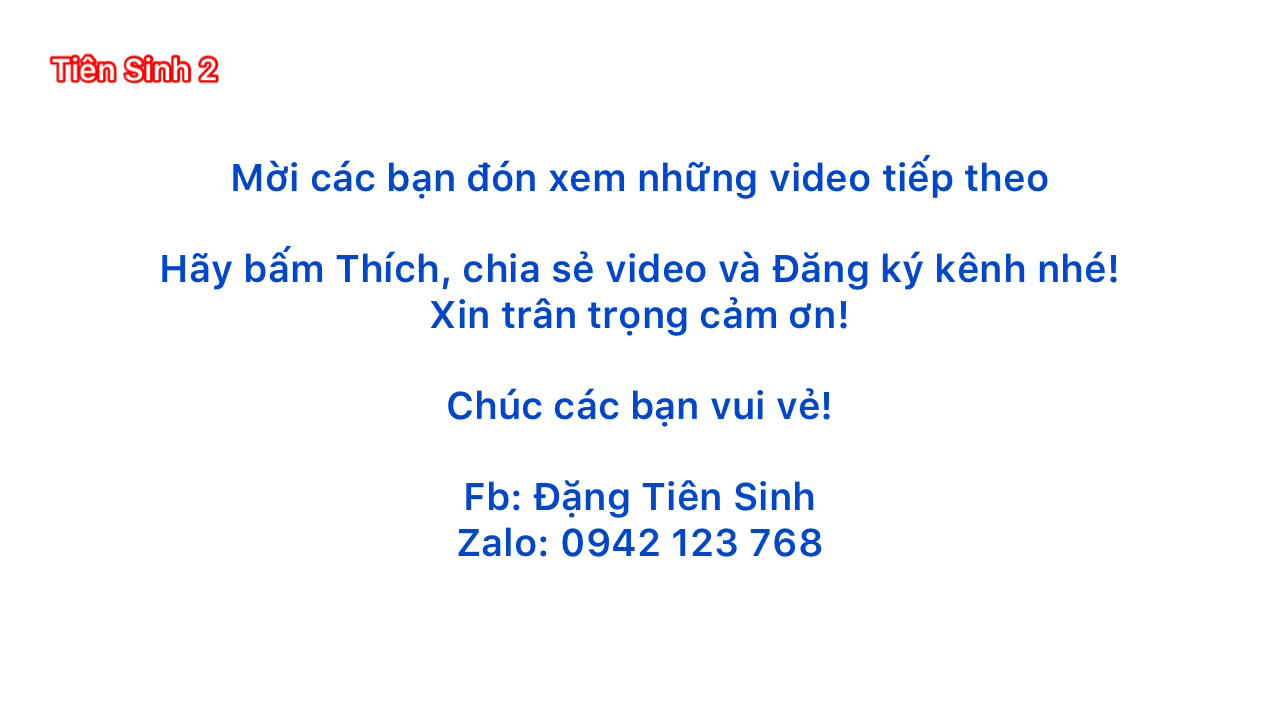 Tiên Sinh 2
Mời các bạn đón xem những video tiếp theo
Hãy bấm Thích, chia sẻ video và Đăng ký kênh nhé!
Xin trân trọng cảm ơn!
Chúc các bạn vui vẻ!
Fb: Đặng Tiên Sinh
Zalo: 0942 123 768